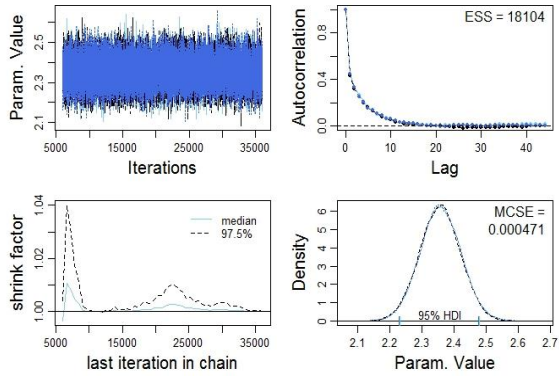 Param. Value
2.1 2.3 2.5
5000 15000 25000 35000
Iterations
Autocorrelation
0.0 0.4 0.8
ESS = 18104
0 10 20 30 40
Lag
shrink factor
1.00 1.02 1.04
median
97.5%
5000 15000 25000 35000
last iteration in chain
Density
0 1 2 3 4 5 6
MCSE =
0.000471
95% HDI
2.1 2.2 2.3 2.4 2.5 2.6 2.7
Param. Value